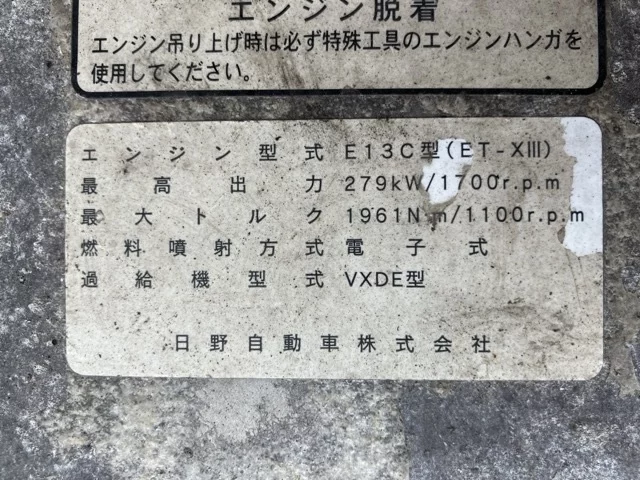 エンジン脱着
エンジン吊り上げ時は必ず特殊工具のエンジンハンガを
使用してください。
エンジン型式 E13C型(ET-XⅢ)
最高出力 279kW/1700r.p.m
最大トルク 1961N m/1100r.p.m
燃料噴射方式 電子式
過給機型式 VXDE型
日野自動車株式会社